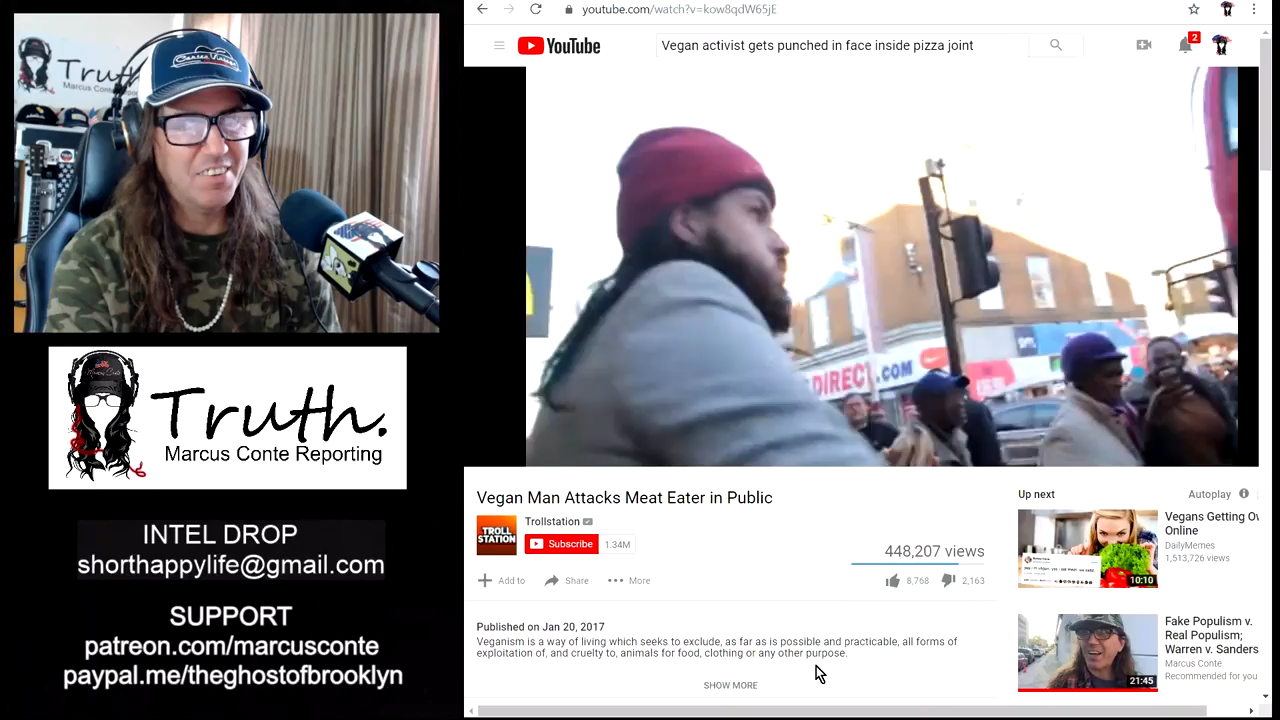 Truth.
Marcus Conte Reporting
INTEL DROP
shorthappylife@gmail.com
SUPPORT
patreon.com/marcusconte
paypal.me/theghostofbrooklyn
youtube.com/watch?v=kow8qdW65jE
YouTube
Vegan activist gets punched in face inside pizza joint
2
DIRECT.COM
Vegan Man Attacks Meat Eater in Public
TROLL
STATION
Trollstation
Subscribe 1.34M
448,207 views
Add to Share More
8,768 2,163
Published on Jan 20, 2017
Veganism is a way of living which seeks to exclude, as far as is possible and practicable, all forms of
exploitation of, and cruelty to, animals for food, clothing or any other purpose.
SHOW MORE
Up next Autoplay
10:10
Vegans Getting Ov
Online
DailyMemes
1,513,726 views
21:45
Fake Populism v.
Real Populism;
Warren v. Sanders
Marcus Conte
Recommended for you